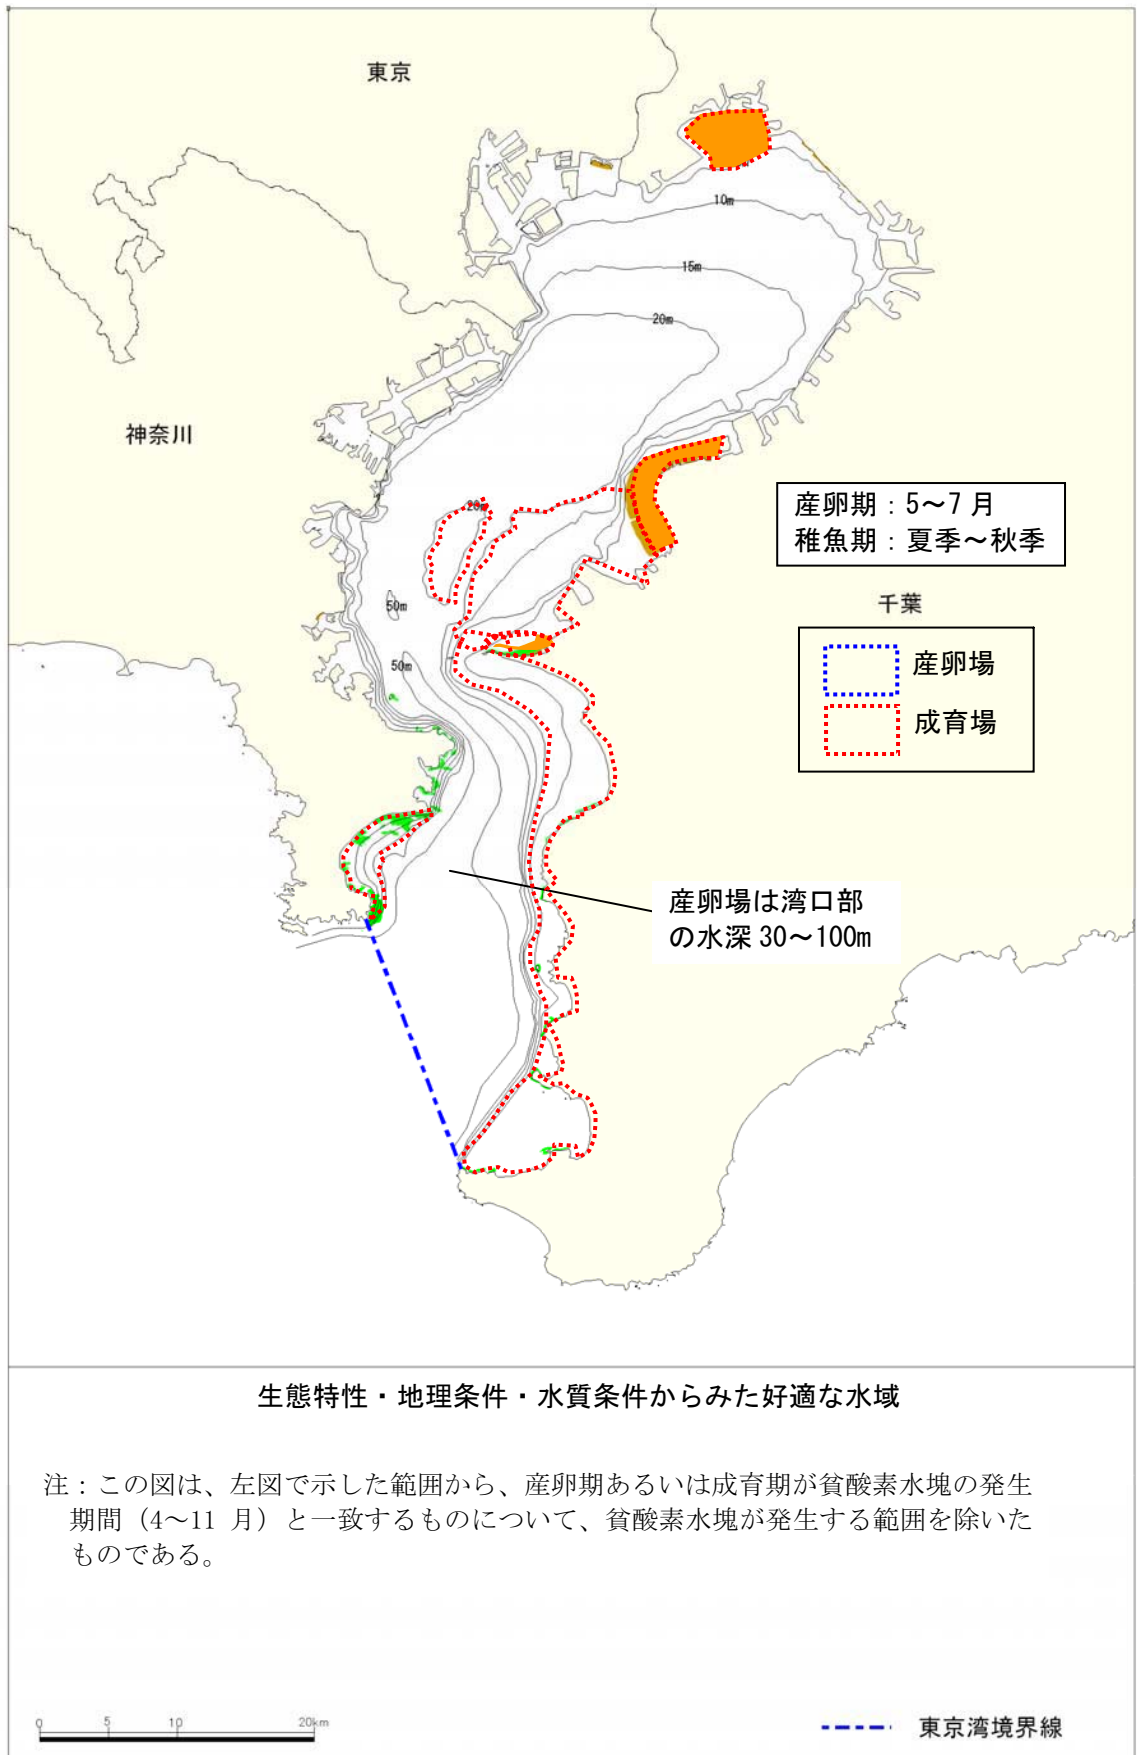 東京
10m
15m
20m
神奈川
20m
産卵期：5～7 月
稚魚期：夏季～秋季
50m
千葉
50m
産卵場
成育場
産卵場は湾口部
の水深 30～100m
生態特性・地理条件・水質条件からみた好適な水域
注：この図は、左図で示した範囲から、産卵期あるいは成育期が貧酸素水塊の発生
期間（4～11 月）と一致するものについて、貧酸素水塊が発生する範囲を除いた
ものである。
0 5 10 20km
東京湾境界線